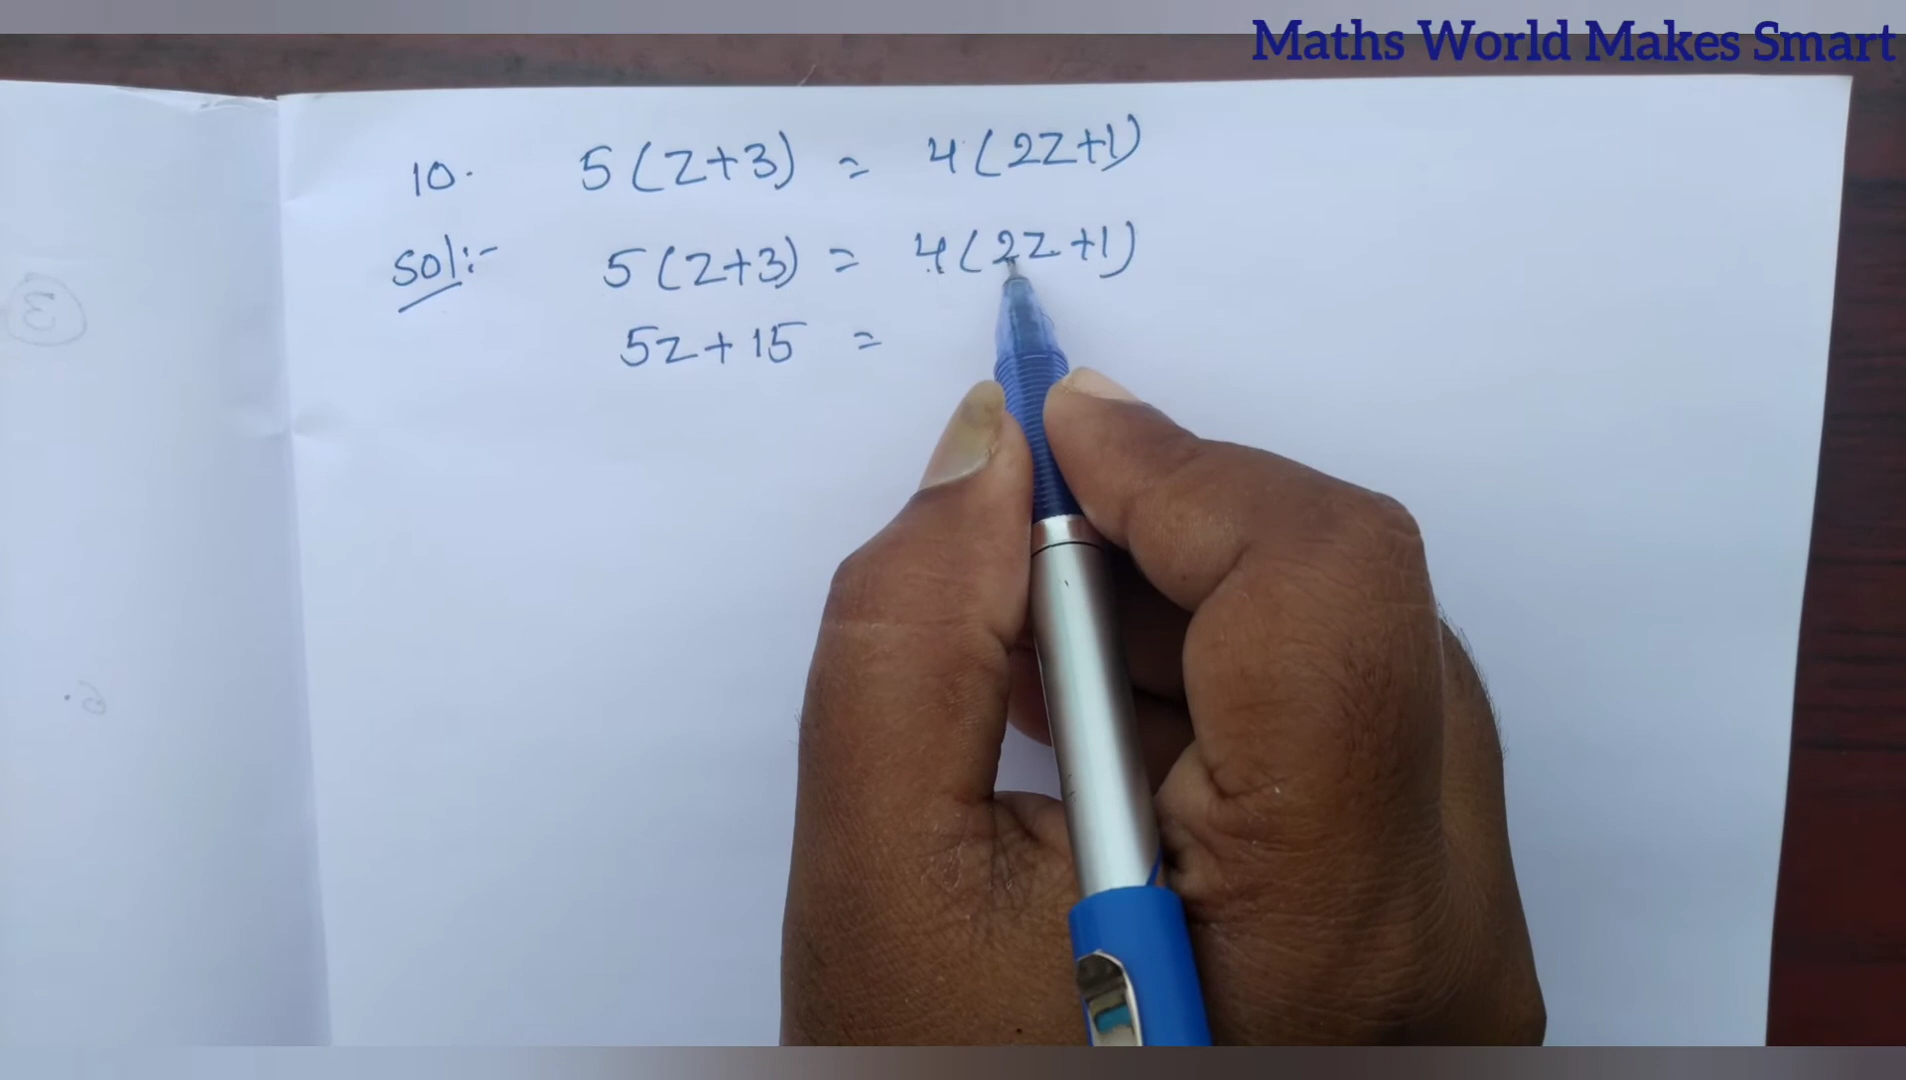 Maths World Makes Smart
10. 5(z+3) = 4(2z+1)
Sol:- 5(z+3) = 4(2z+1)
5z+15 =